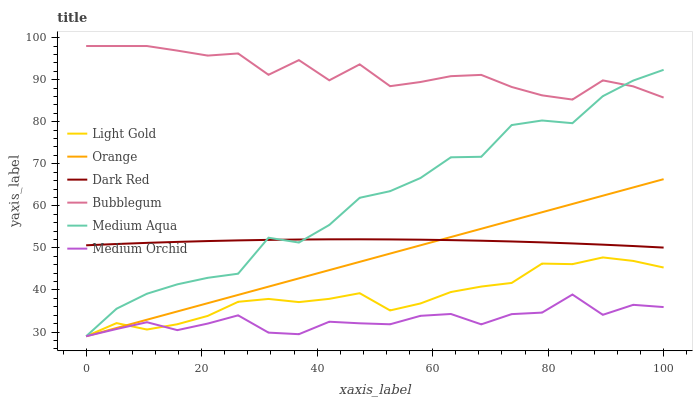 title
100
90
80
70
60
50
40
30
yaxis_label
Light Gold
Orange
Dark Red
Bubblegum
Medium Aqua
Medium Orchid
0
20
40
60
80
100
xaxis_label